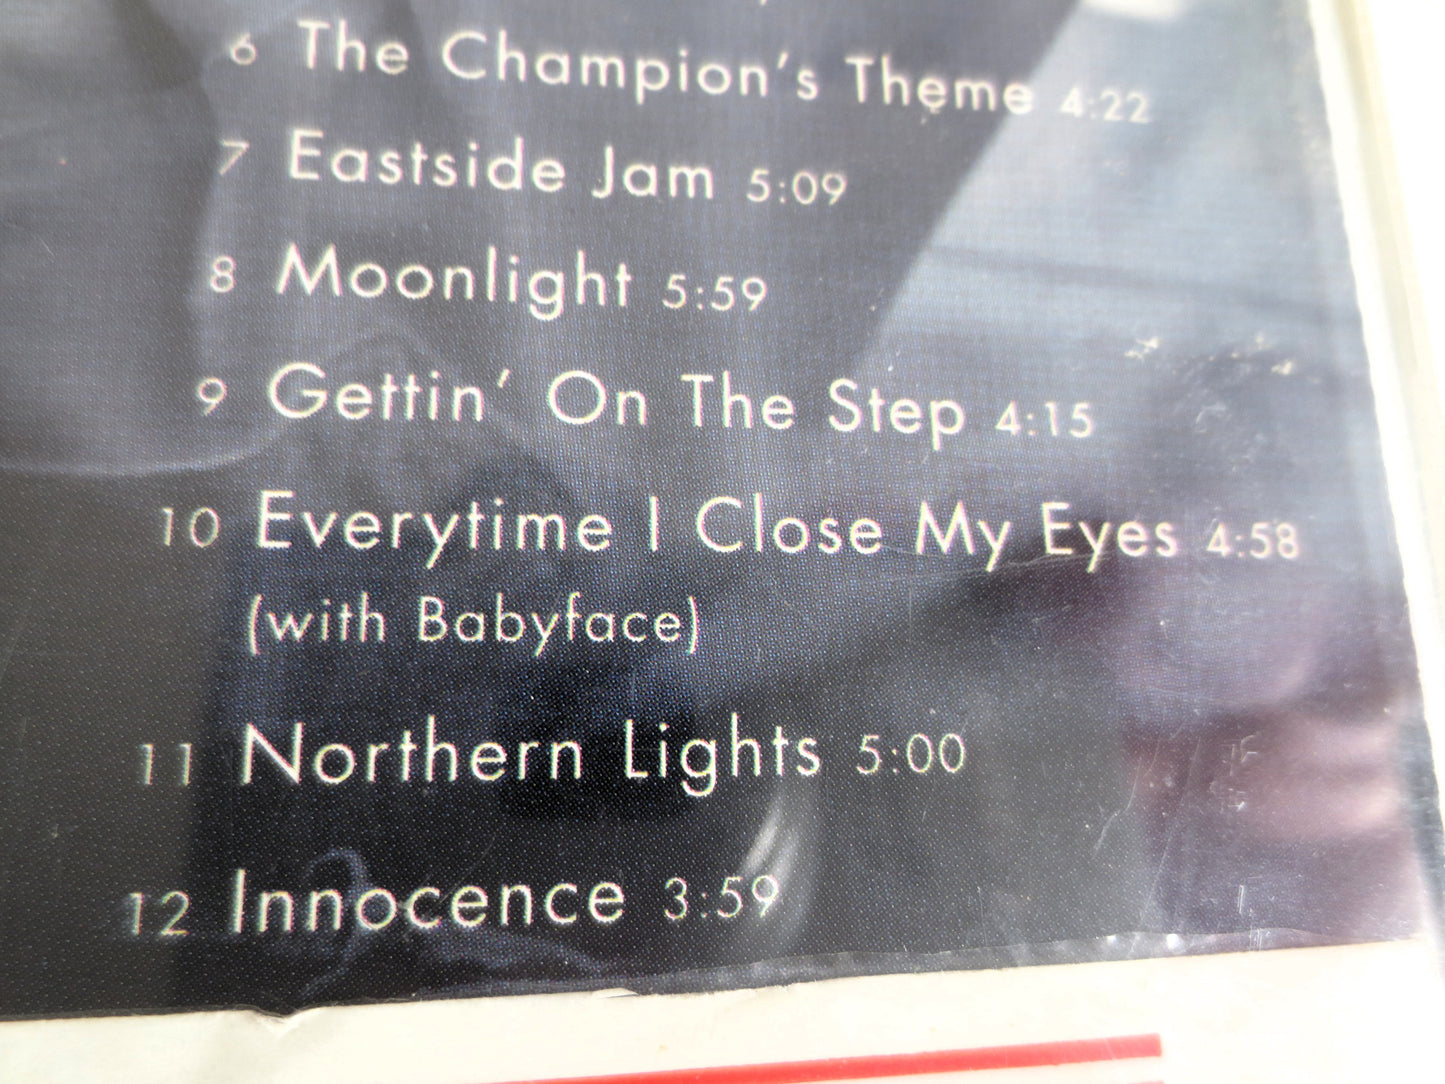 6 The Champion's Theme 4:22
7 Eastside Jam 5:09
8 Moonlight 5:59
9 Gettin' On The Step 4:15
10 Everytime I Close My Eyes 4:58
(with Babyface)
11 Northern Lights 5:00
12 Innocence 3:59